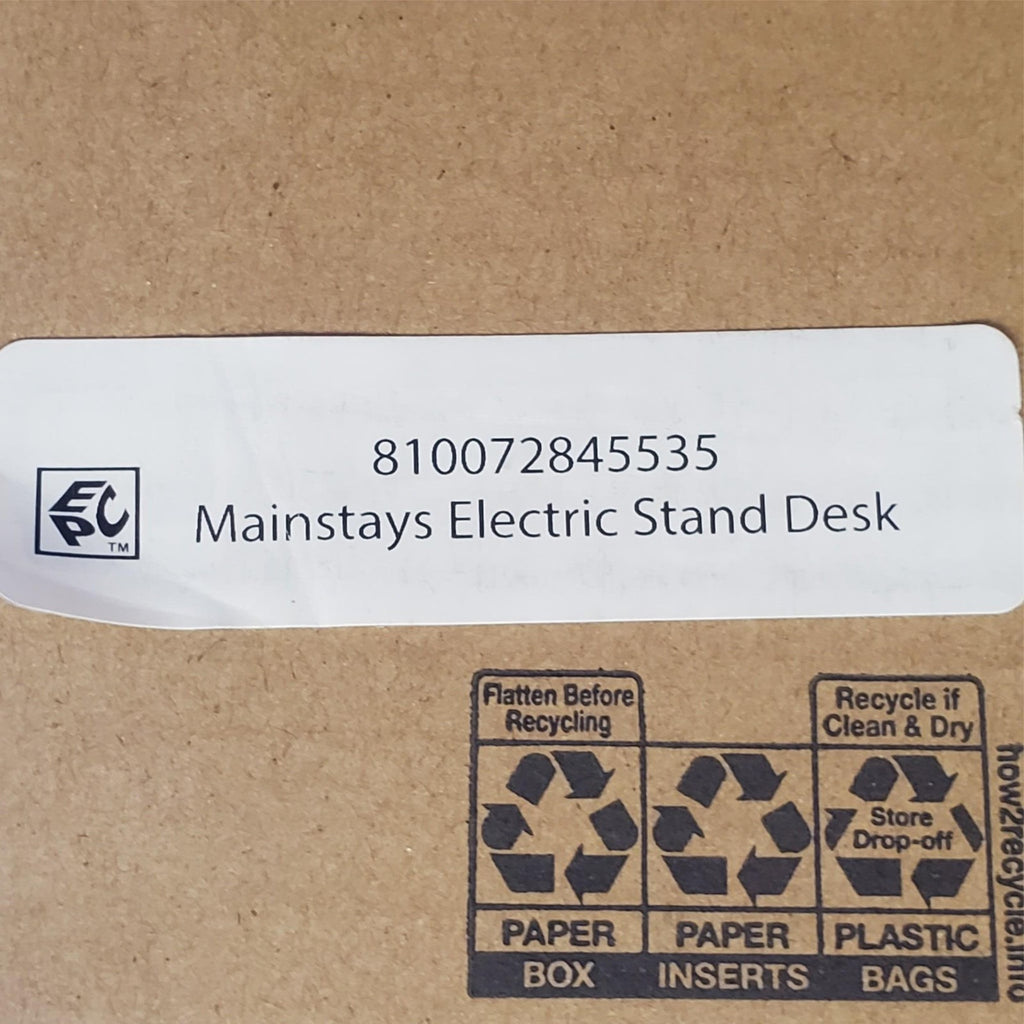 810072845535
EPC
TM
Mainstays Electric Stand Desk
Flatten Before
Recycling
Recycle if
Clean & Dry
Store
Drop-off
PAPER
PAPER
PLASTIC
BOX
INSERTS
BAGS
how2recycle.info